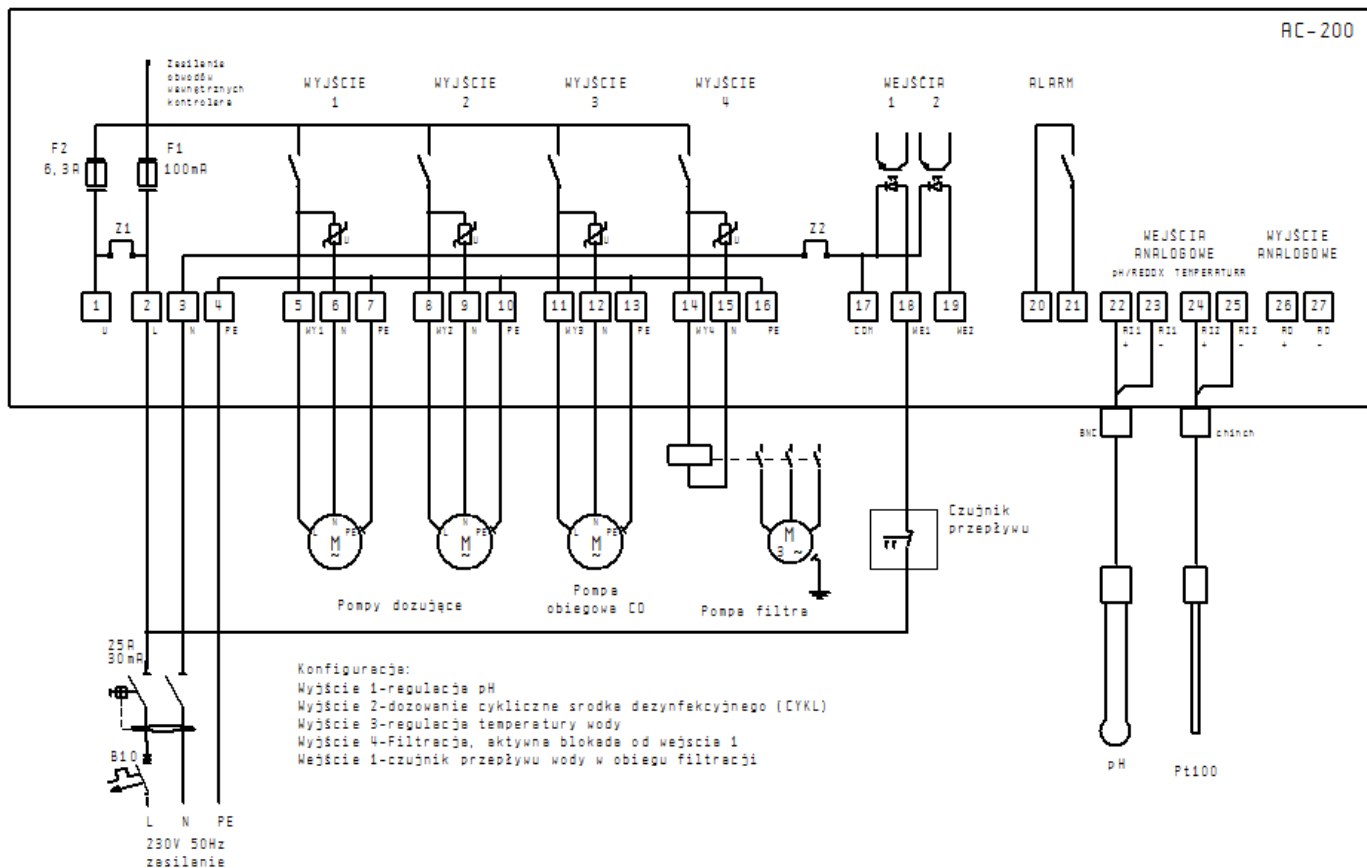 AC-200
Zasilanie
obwodów
wewnętrznych
kontrolera
WYJŚCIE
1
WYJŚCIE
2
WYJŚCIE
3
WYJŚCIE
4
WEJŚCIA
1 2
ALARM
F2
6,3A
F1
100mA
Z1
Z2
U
U
U
U
WEJŚCIA
ANALOGOWE
pH/REDOX TEMPERATURA
WYJŚCIE
ANALOGOWE
1 2 3 4 5 6 7 8 9 10 11 12 13 14 15 16 17 18 19 20 21 22 23 24 25 26 27
U L N PE WY1 N PE WY2 N PE WY3 N PE WY4 N PE COM WE1 WE2 AI1 AI1 AI2 AI2 AO AO
+ - + - + -
BNC
chinch
L N PE
M
~
L N PE
M
~
L N PE
M
~
M
3 ~
Czujnik
przepływu
Pompy dozujące
Pompa
obiegowa CO
Pompa filtra
25A
30mA
Konfiguracja:
Wyjście 1-regulacja pH
Wyjście 2-dozowanie cykliczne srodka dezynfekcyjnego (CYKL)
Wyjście 3-regulacja temperatury wody
Wyjście 4-Filtracja, aktywna blokada od wejscia 1
Wejście 1-czujnik przepływu wody w obiegu filtracji
B10
pH
Pt100
L N PE
230V 50Hz
zasilanie